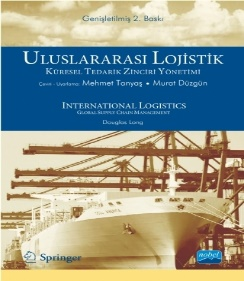 Genişletilmiş 2. Baskı
ULUSLARARASI LOJİSTİK
KÜRESEL TEDARİK ZİNCİRİ YÖNETİMİ
Çeviri - Uyarlama: Mehmet Tanyaş • Murat Düzgün
INTERNATIONAL LOGISTICS
GLOBAL SUPPLY CHAIN MANAGEMENT
Douglas Long
Springer
nobel